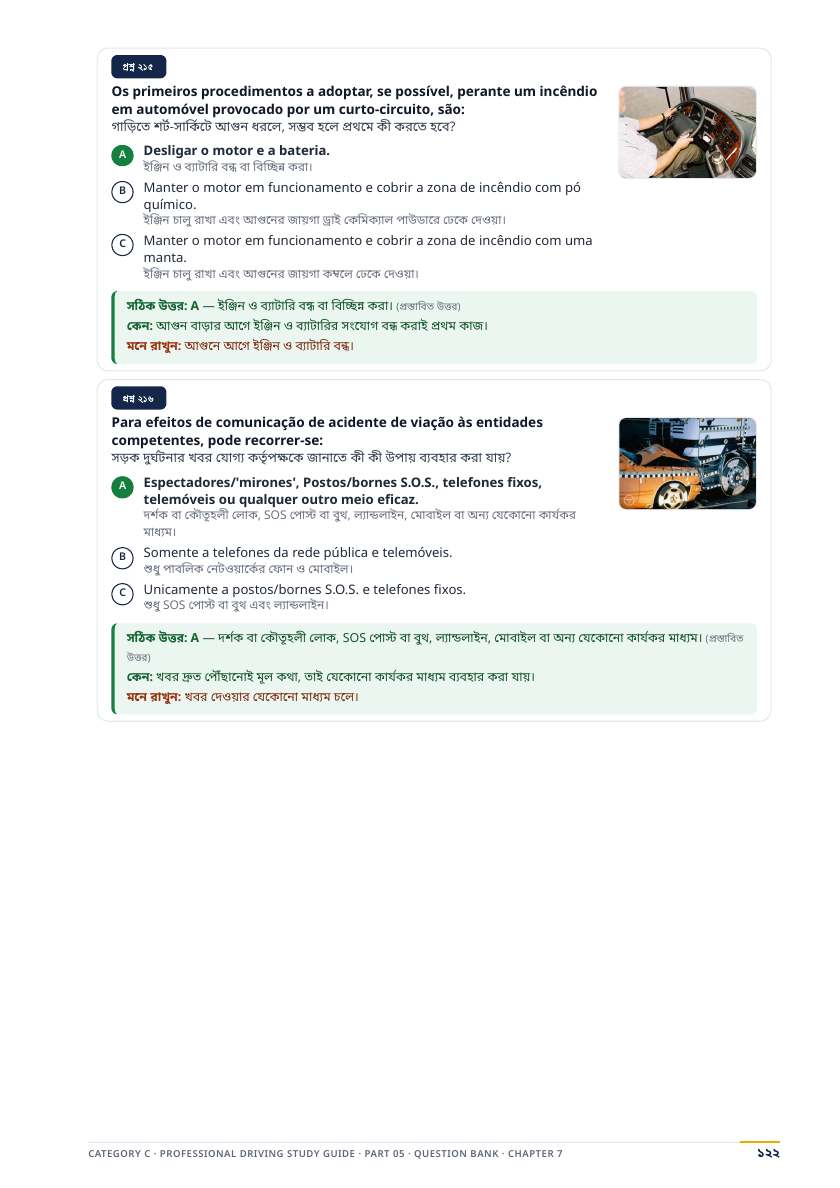 প্রশ্ন ২১৫
Os primeiros procedimentos a adoptar, se possível, perante um incêndio
em automóvel provocado por um curto-circuito, são:
গাড়িতে শর্ট-সার্কিটে আগুন ধরলে, সম্ভব হলে প্রথমে কী করতে হবে?
A Desligar o motor e a bateria.
ইঞ্জিন ও ব্যাটারি বন্ধ বা বিচ্ছিন্ন করা।
B Manter o motor em funcionamento e cobrir a zona de incêndio com pó
químico.
ইঞ্জিন চালু রাখা এবং আগুনের জায়গা ড্রাই কেমিক্যাল পাউডারে ঢেকে দেওয়া।
C Manter o motor em funcionamento e cobrir a zona de incêndio com uma
manta.
ইঞ্জিন চালু রাখা এবং আগুনের জায়গা কম্বলে ঢেকে দেওয়া।
সঠিক উত্তর: A — ইঞ্জিন ও ব্যাটারি বন্ধ বা বিচ্ছিন্ন করা। (প্রস্তাবিত উত্তর)
কেন: আগুন বাড়ার আগে ইঞ্জিন ও ব্যাটারির সংযোগ বন্ধ করাই প্রথম কাজ।
মনে রাখুন: আগুনে আগে ইঞ্জিন ও ব্যাটারি বন্ধ।
প্রশ্ন ২১৬
Para efeitos de comunicação de acidente de viação às entidades
competentes, pode recorrer-se:
সড়ক দুর্ঘটনার খবর যোগ্য কর্তৃপক্ষকে জানাতে কী কী উপায় ব্যবহার করা যায়?
A Espectadores/'mirones', Postos/bornes S.O.S., telefones fixos,
telemóveis ou qualquer outro meio eficaz.
দর্শক বা কৌতূহলী লোক, SOS পোস্ট বা বুথ, ল্যান্ডলাইন, মোবাইল বা অন্য যেকোনো কার্যকর
মাধ্যম।
B Somente a telefones da rede pública e telemóveis.
শুধু পাবলিক নেটওয়ার্কের ফোন ও মোবাইল।
C Unicamente a postos/bornes S.O.S. e telefones fixos.
শুধু SOS পোস্ট বা বুথ এবং ল্যান্ডলাইন।
সঠিক উত্তর: A — দর্শক বা কৌতূহলী লোক, SOS পোস্ট বা বুথ, ল্যান্ডলাইন, মোবাইল বা অন্য যেকোনো কার্যকর মাধ্যম। (প্রস্তাবিত
উত্তর)
কেন: খবর দ্রুত পৌঁছানোই মূল কথা, তাই যেকোনো কার্যকর মাধ্যম ব্যবহার করা যায়।
মনে রাখুন: খবর দেওয়ার যেকোনো মাধ্যম চলে।
CATEGORY C · PROFESSIONAL DRIVING STUDY GUIDE · PART 05 · QUESTION BANK · CHAPTER 7
১২২